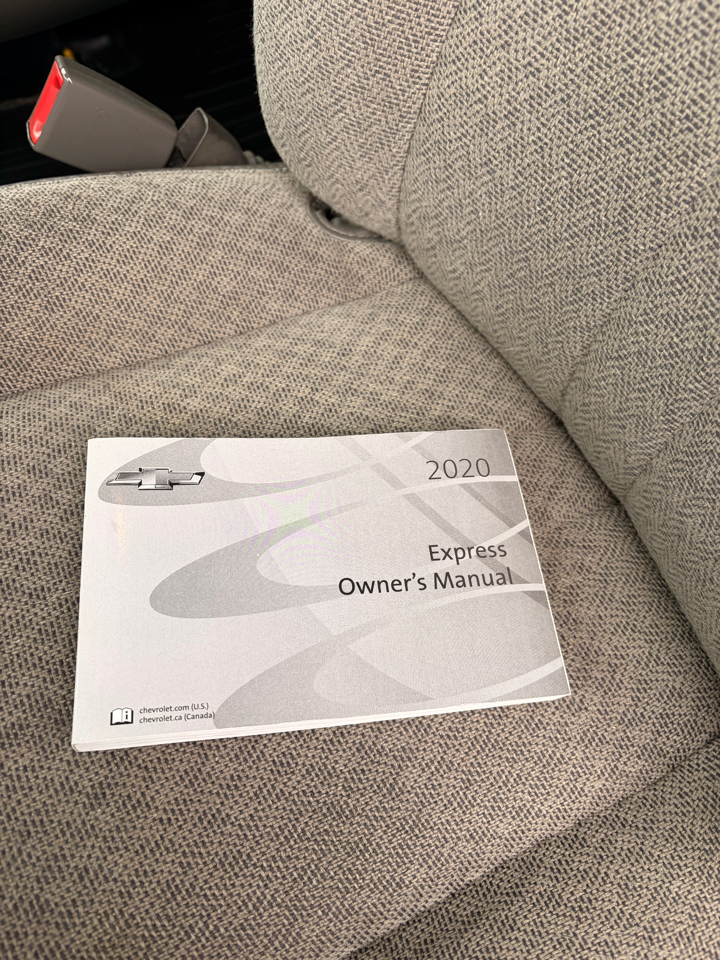 2020
Express
Owner's Manual
chevrolet.com (U.S.)
chevrolet.ca (Canada)